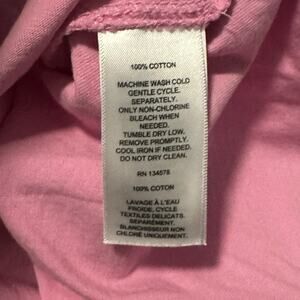 100% COTTON
MACHINE WASH COLD
GENTLE CYCLE.
SEPARATELY.
ONLY NON-CHLORINE
BLEACH WHEN
NEEDED.
TUMBLE DRY LOW.
REMOVE PROMPTLY.
COOL IRON IF NEEDED.
DO NOT DRY CLEAN.
RN 134578
100% COTTON
LAVAGE À L'EAU
FROIDE, CYCLE
TEXTILES DELICATS.
SÉPARÉMENT.
BLANCHISSEUR NON
CHLORÉ UNIQUEMENT.